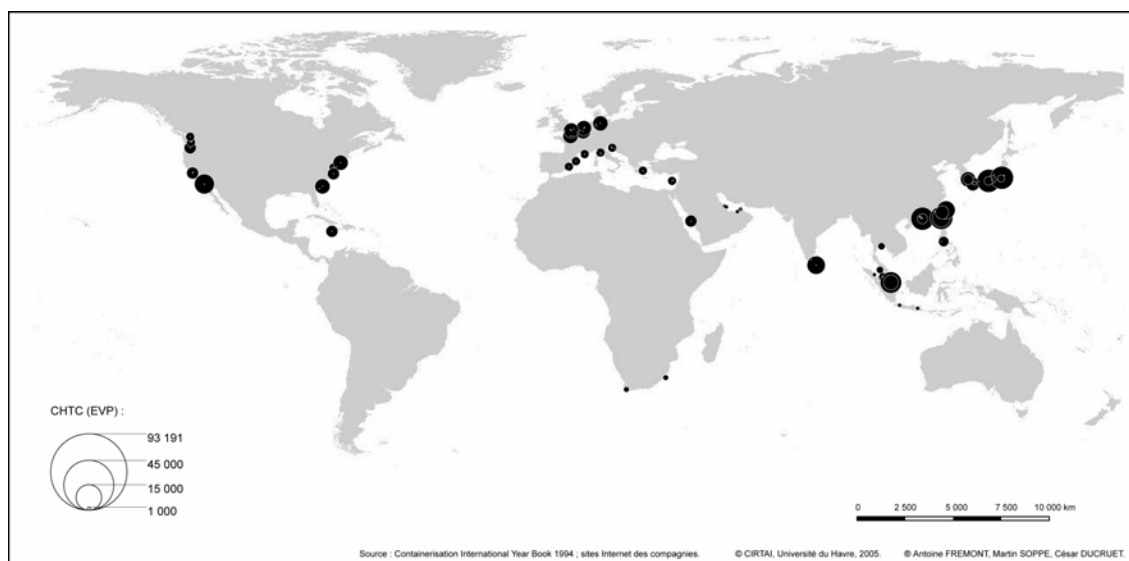 CHTC (EVP) :
93 191
45 000
15 000
1 000
0 2 500 5 000 7 500 10 000 km
Source : Containerisation International Year Book 1994 ; sites Internet des compagnies. © CIRTAI, Université du Havre, 2005. ® Antoine FREMONT, Martin SOPPE, César DUCRUET.